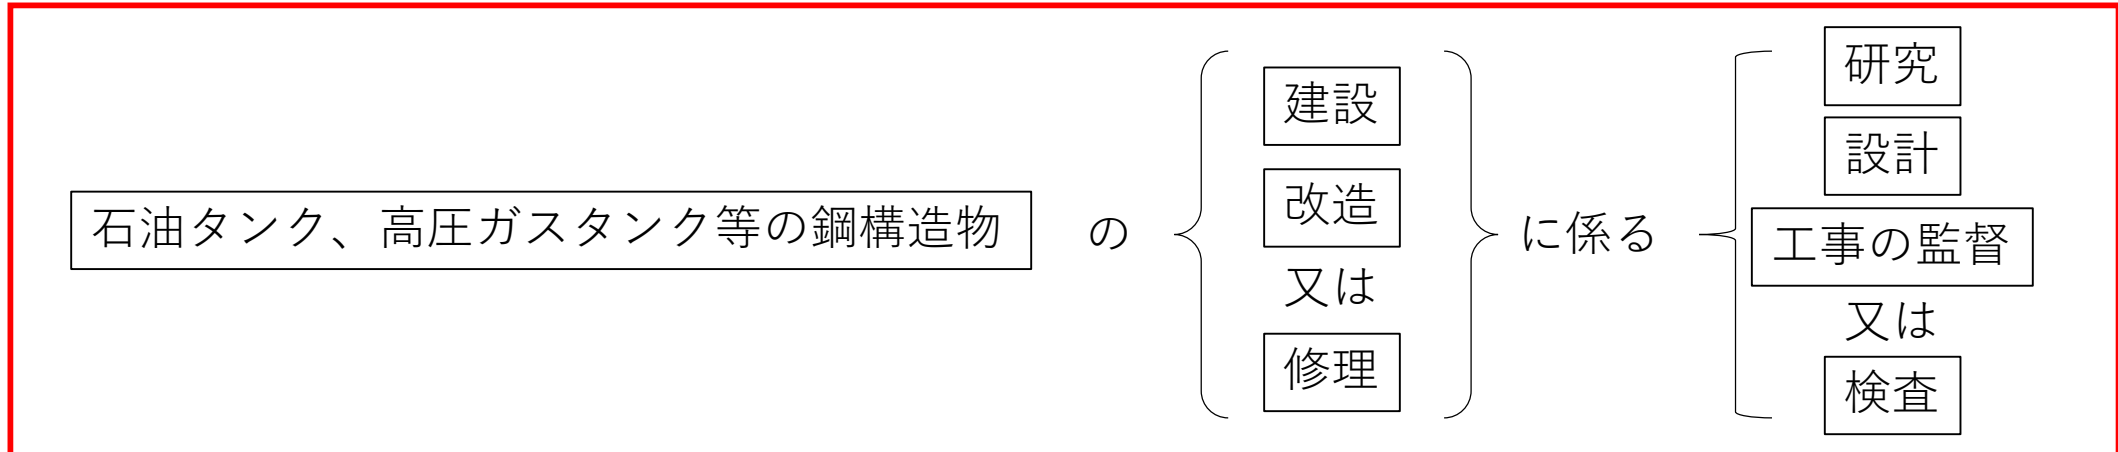 石油タンク、高圧ガスタンク等の鋼構造物
の
建設
改造
又は
修理
に係る
研究
設計
工事の監督
又は
検査